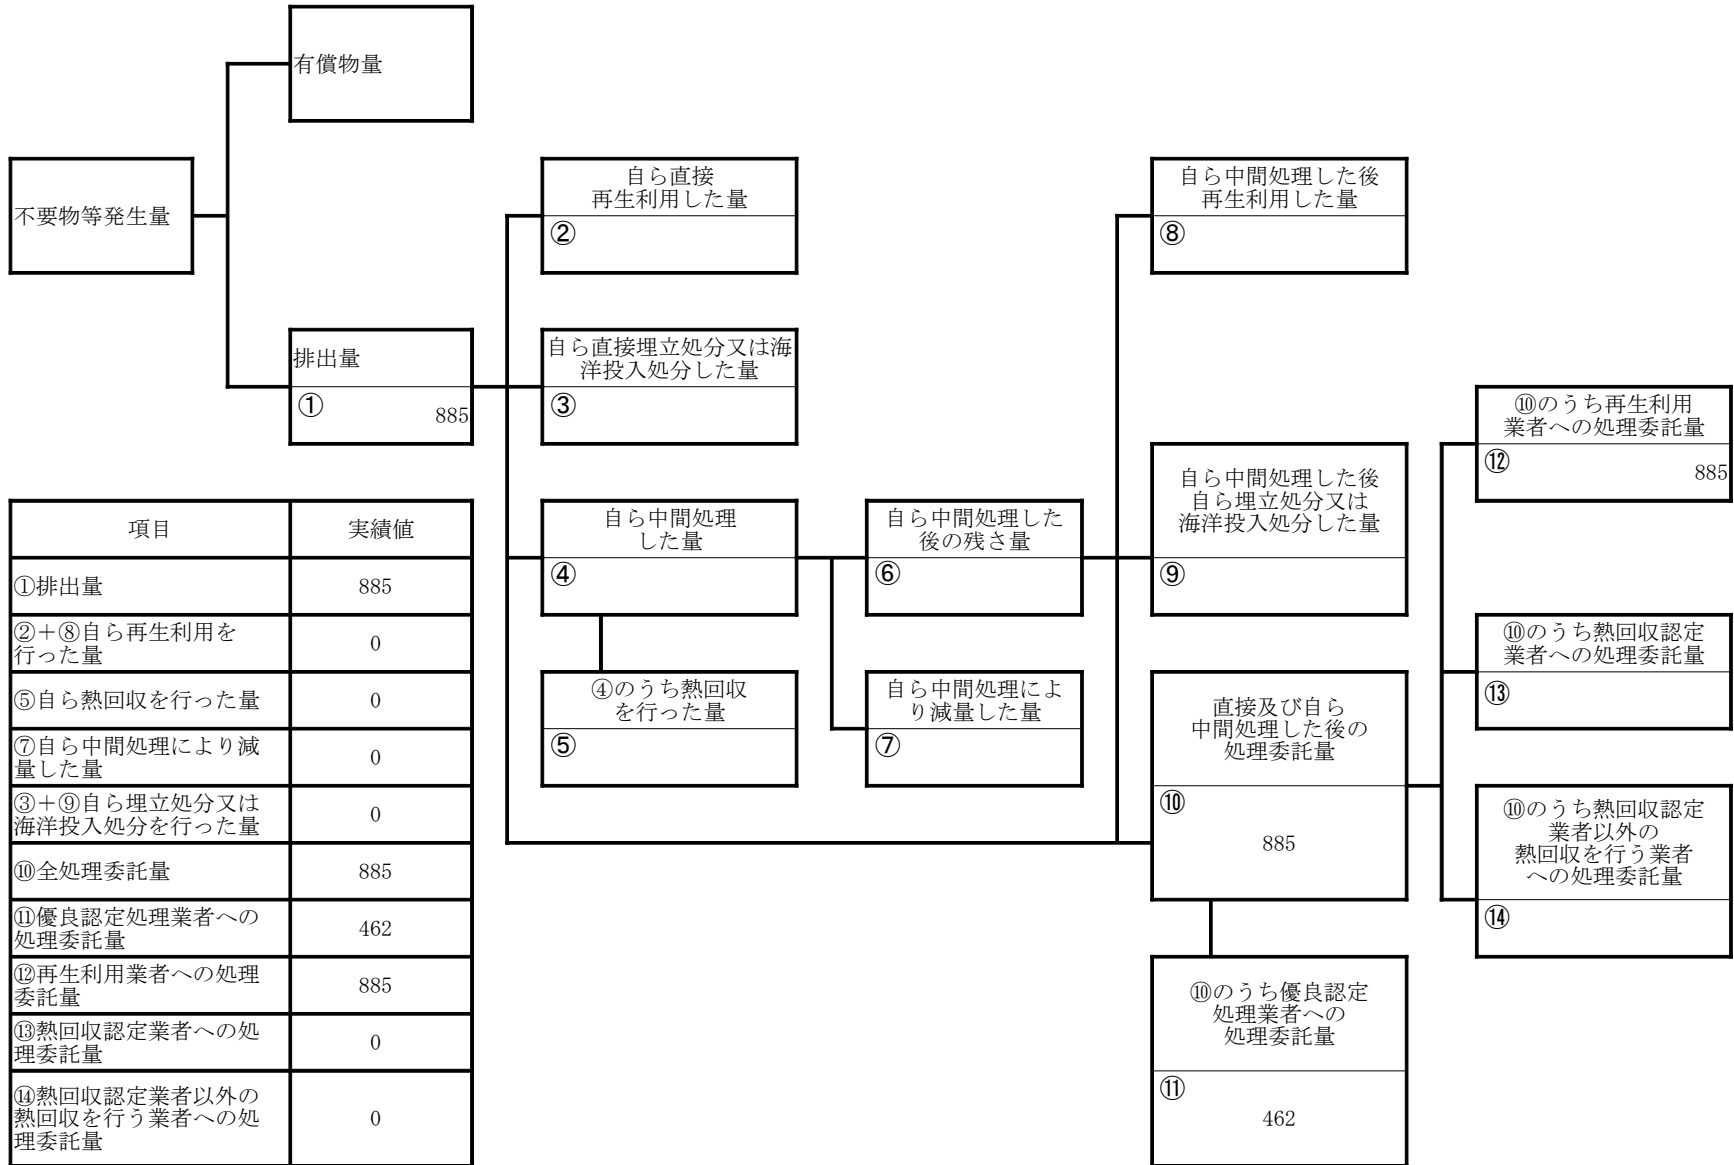 有償物量
不要物等発生量
自ら直接
再生利用した量
②
自ら中間処理した後
再生利用した量
⑧
排出量
①
885
自ら直接埋立処分又は海
洋投入処分した量
③
⑩のうち再生利用
業者への処理委託量
⑫
885
自ら中間処理した後
自ら埋立処分又は
海洋投入処分した量
⑨
自ら中間処理
した量
④
自ら中間処理した
後の残さ量
⑥
⑩のうち熱回収認定
業者への処理委託量
⑬
④のうち熱回収
を行った量
⑤
自ら中間処理によ
り減量した量
⑦
直接及び自ら
中間処理した後の
処理委託量
⑩
885
⑩のうち熱回収認定
業者以外の
熱回収を行う業者
への処理委託量
⑭
⑩のうち優良認定
処理業者への
処理委託量
⑪
462
項目 実績値
①排出量 885
②+⑧自ら再生利用を
行った量 0
⑤自ら熱回収を行った量 0
⑦自ら中間処理により減
量した量 0
③+⑨自ら埋立処分又は
海洋投入処分を行った量 0
⑩全処理委託量 885
⑪優良認定処理業者への
処理委託量 462
⑫再生利用業者への処理
委託量 885
⑬熱回収認定業者への処
理委託量 0
⑭熱回収認定業者以外の
熱回収を行う業者への処
理委託量 0